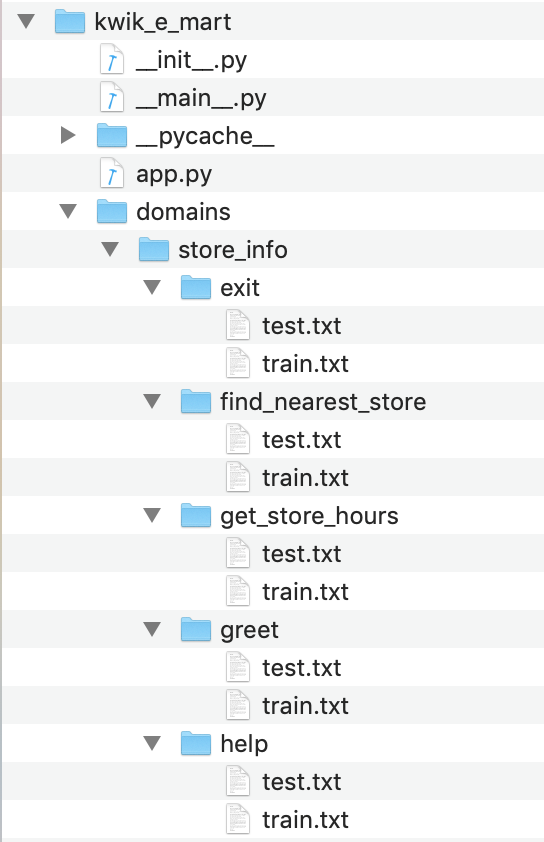 kwik_e_mart
__init__.py
__main__.py
__pycache__
app.py
domains
store_info
exit
test.txt
train.txt
find_nearest_store
test.txt
train.txt
get_store_hours
test.txt
train.txt
greet
test.txt
train.txt
help
test.txt
train.txt